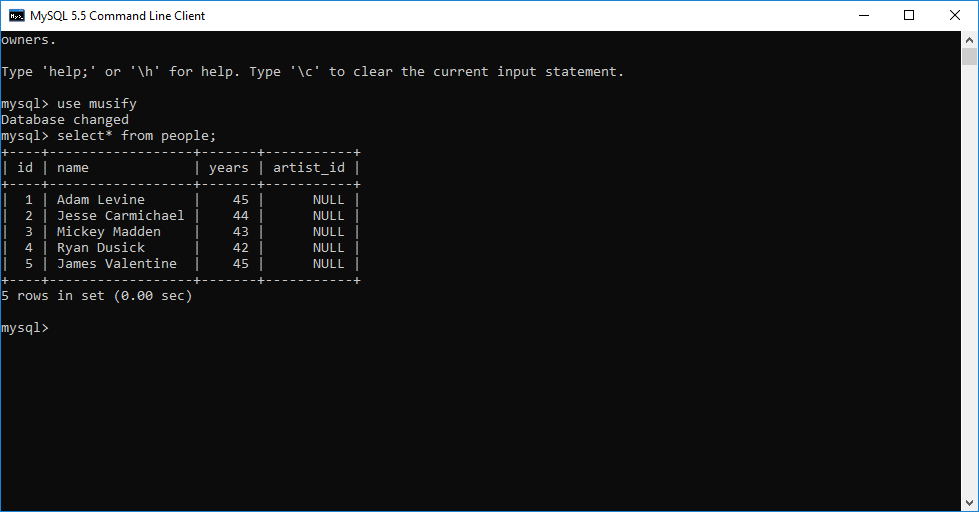 MySQL 5.5 Command Line Client
owners.
Type 'help;' or '\h' for help. Type '\c' to clear the current input statement.
mysql> use musify
Database changed
mysql> select* from people;
+----+------------------+-------+-----------+
| id | name             | years | artist_id |
+----+------------------+-------+-----------+
|  1 | Adam Levine      |    45 |      NULL |
|  2 | Jesse Carmichael |    44 |      NULL |
|  3 | Mickey Madden    |    43 |      NULL |
|  4 | Ryan Dusick      |    42 |      NULL |
|  5 | James Valentine  |    45 |      NULL |
+----+------------------+-------+-----------+
5 rows in set (0.00 sec)
mysql>